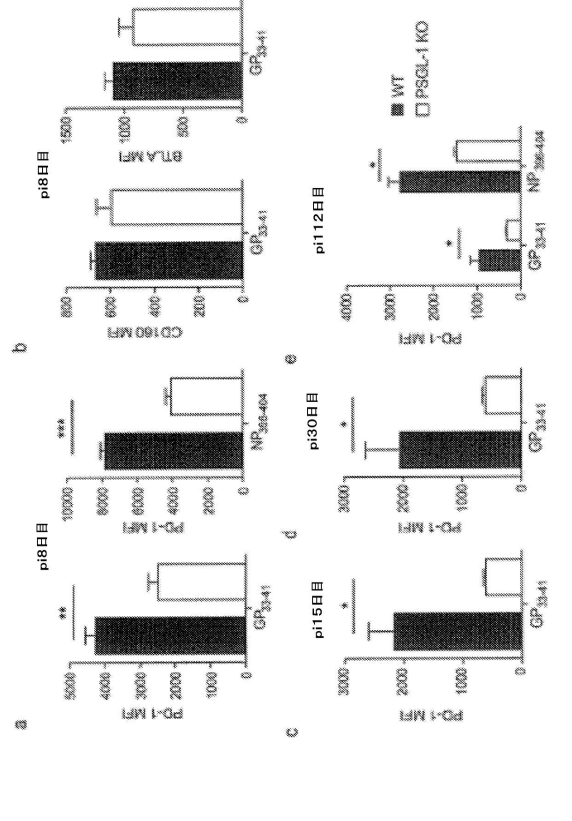 a
pi8日目
PD-1 MFI
5000
4000
3000
2000
1000
0
**
GP33-41
PD-1 MFI
10000
8000
6000
4000
2000
0
***
NP396-404
b
pi8日目
CD160 MFI
800
600
400
200
0
GP33-41
BTLA MFI
1500
1000
500
0
GP33-41
c
pi15日目
PD-1 MFI
3000
2000
1000
0
*
GP33-41
d
pi30日目
PD-1 MFI
3000
2000
1000
0
*
GP33-41
e
pi112日目
PD-1 MFI
4000
3000
2000
1000
0
*
*
GP33-41
NP396-404
WT
PSGL-1 KO